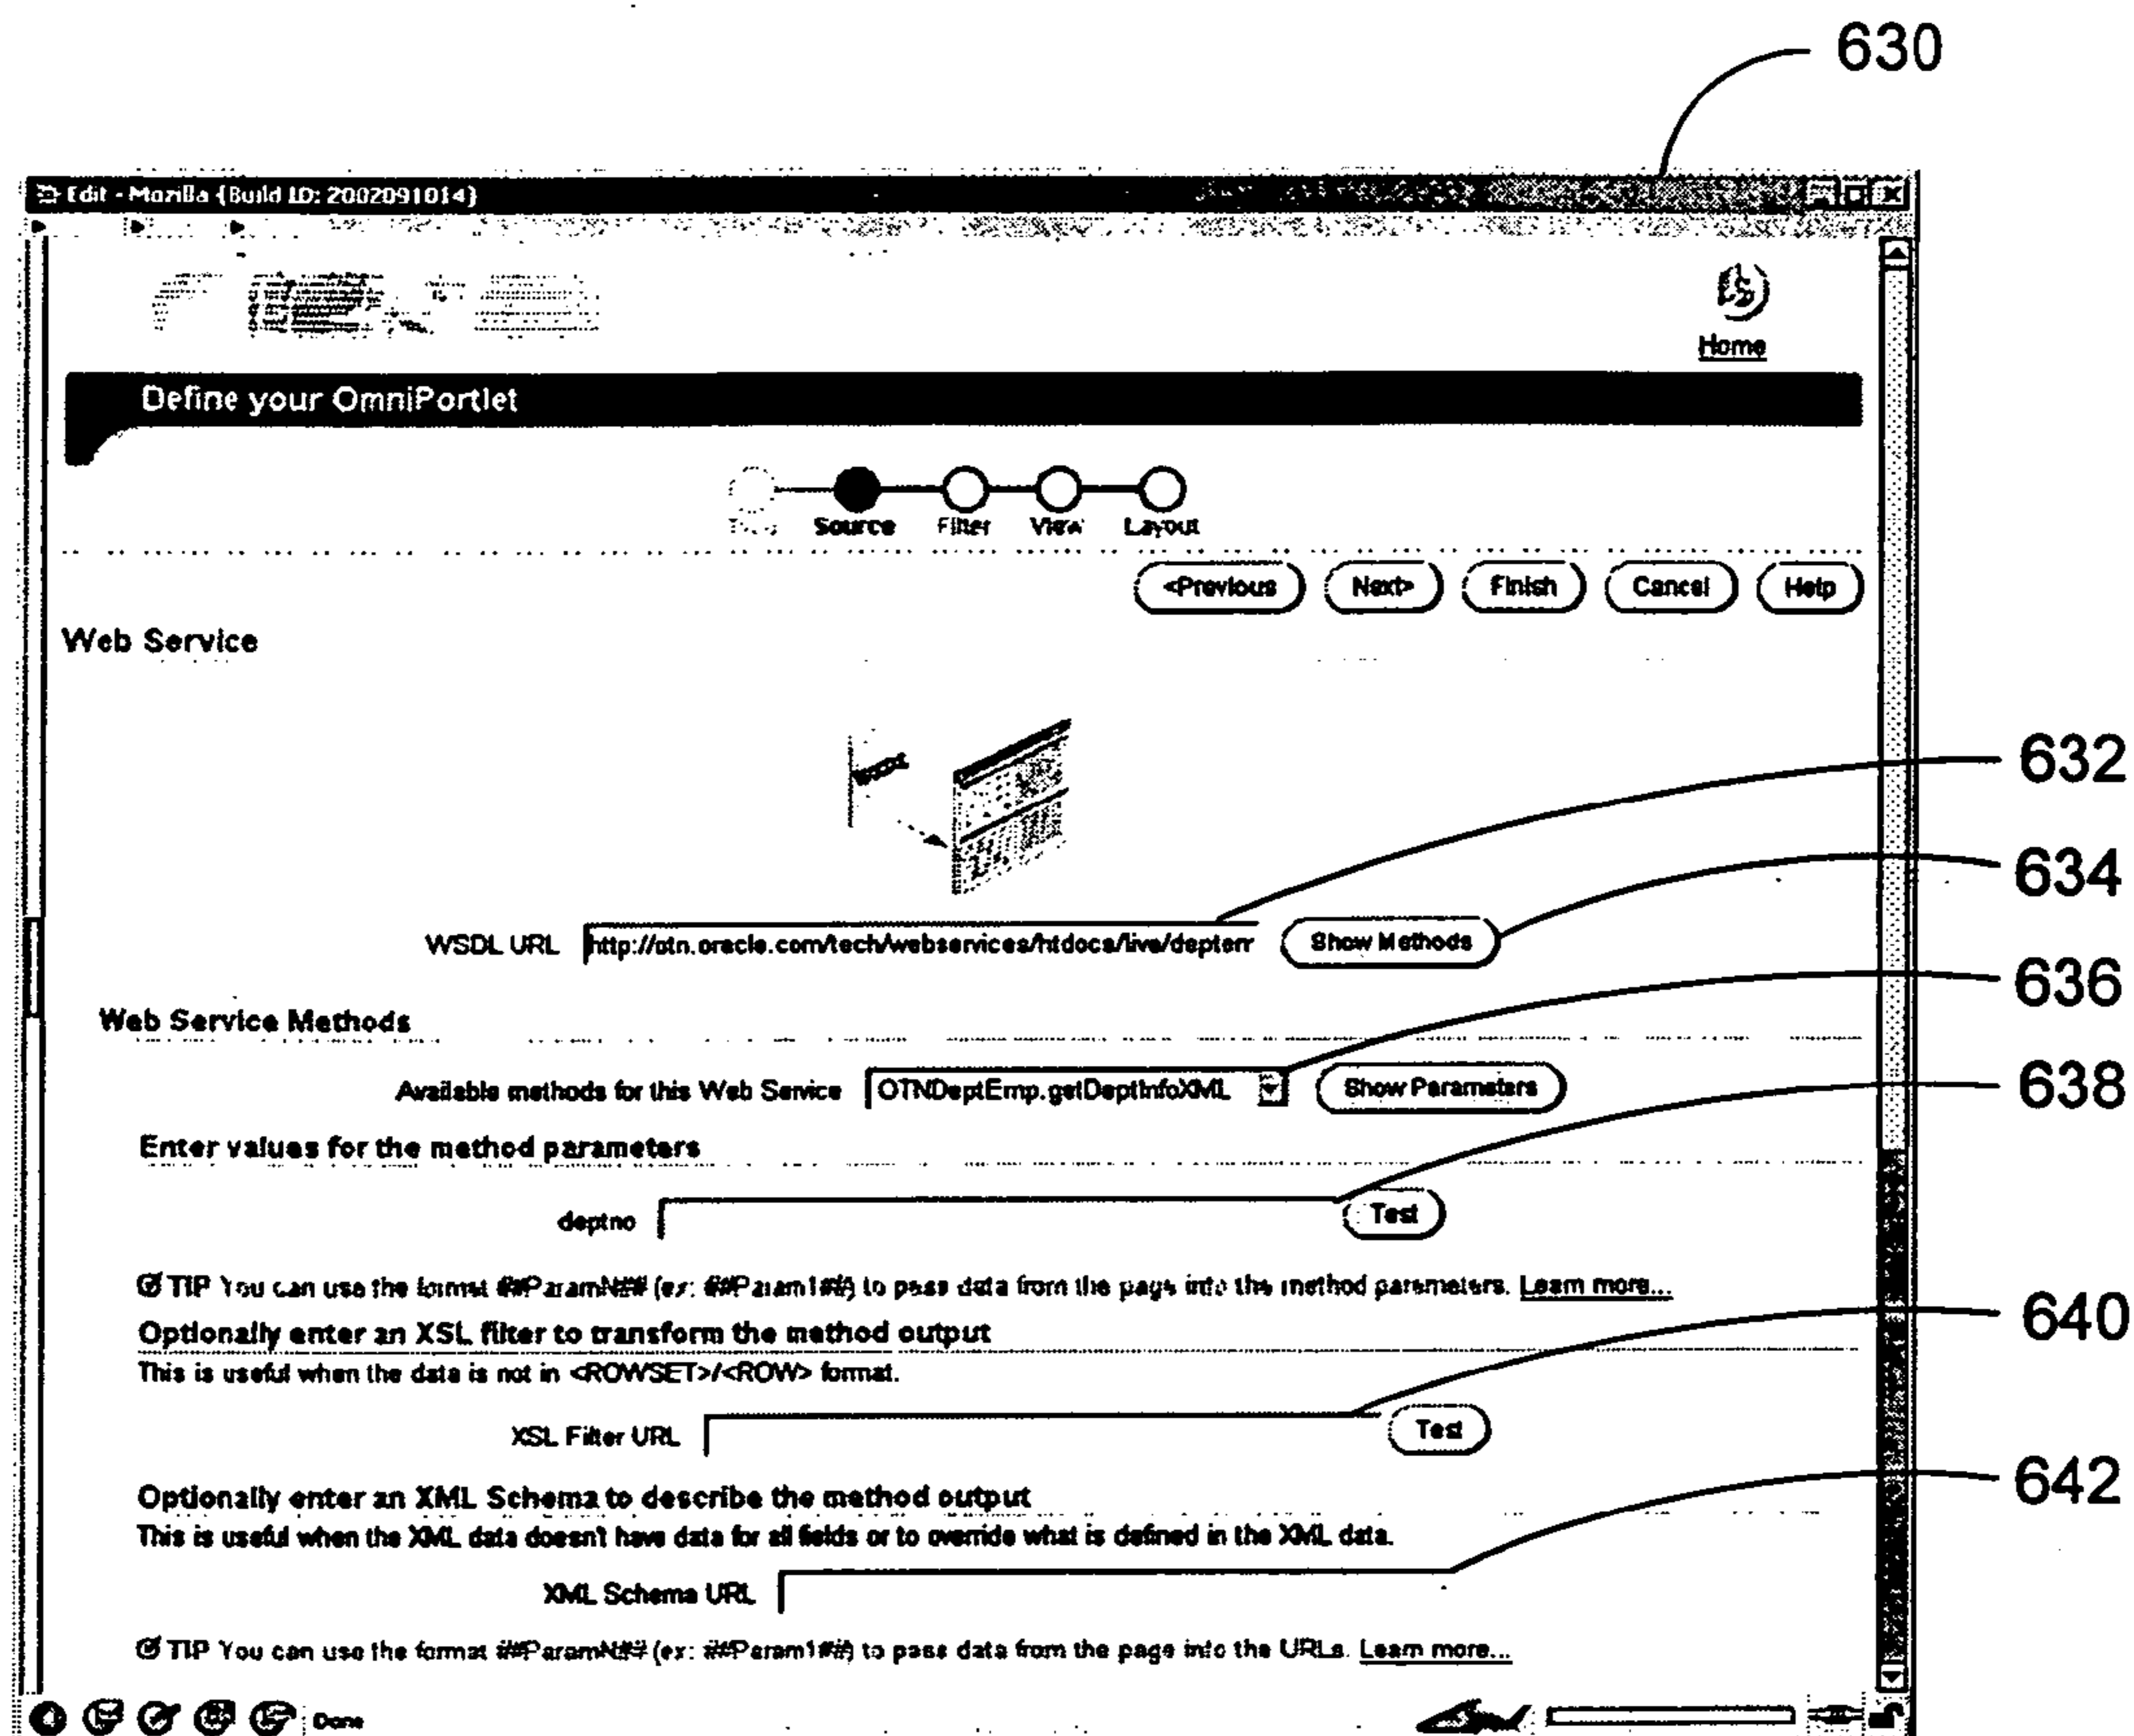 630
Edit - Mozilla {Build ID: 2002091014}
Home
Define your OmniPortlet
Source Filter View Layout
<Previous Next> Finish Cancel Help
Web Service
632
634
WSDL URL http://otn.oracle.com/tech/webservices/htdocs/live/deptem Show Methods
636
Web Service Methods
638
Available methods for this Web Service OTNDeptEmp.getDeptInfoXML Show Parameters
Enter values for the method parameters
deptno Test
TIP You can use the format ##ParamN## (ex: ##Param1##) to pass data from the page into the method parameters. Learn more...
640
Optionally enter an XSL filter to transform the method output
This is useful when the data is not in <ROWSET>/<ROW> format.
XSL Filter URL Test
642
Optionally enter an XML Schema to describe the method output
This is useful when the XML data doesn't have data for all fields or to override what is defined in the XML data.
XML Schema URL
TIP You can use the format ##ParamN## (ex: ##Param1##) to pass data from the page into the URLs. Learn more...
Done